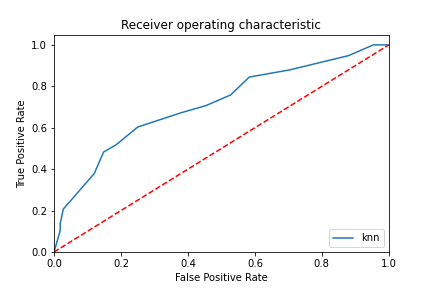 Receiver operating characteristic
1.0
0.8
0.6
0.4
0.2
0.0
True Positive Rate
knn
0.0 0.2 0.4 0.6 0.8 1.0
False Positive Rate